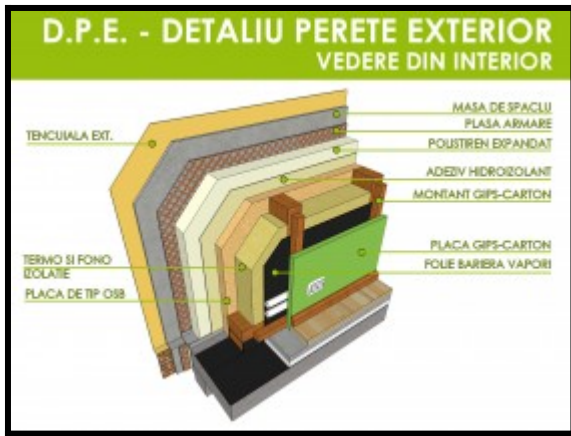 D.P.E. - DETALIU PERETE EXTERIOR
VEDERE DIN INTERIOR
TENCUIALA EXT.
MASA DE SPACLU
PLASA ARMARE
POLISTIREN EXPANDAT
ADEZIV HIDROIZOLANT
MONTANT GIPS-CARTON
PLACA GIPS-CARTON
FOLIE BARIERA VAPORI
TERMO SI FONO
IZOLATIE
PLACA DE TIP OSB